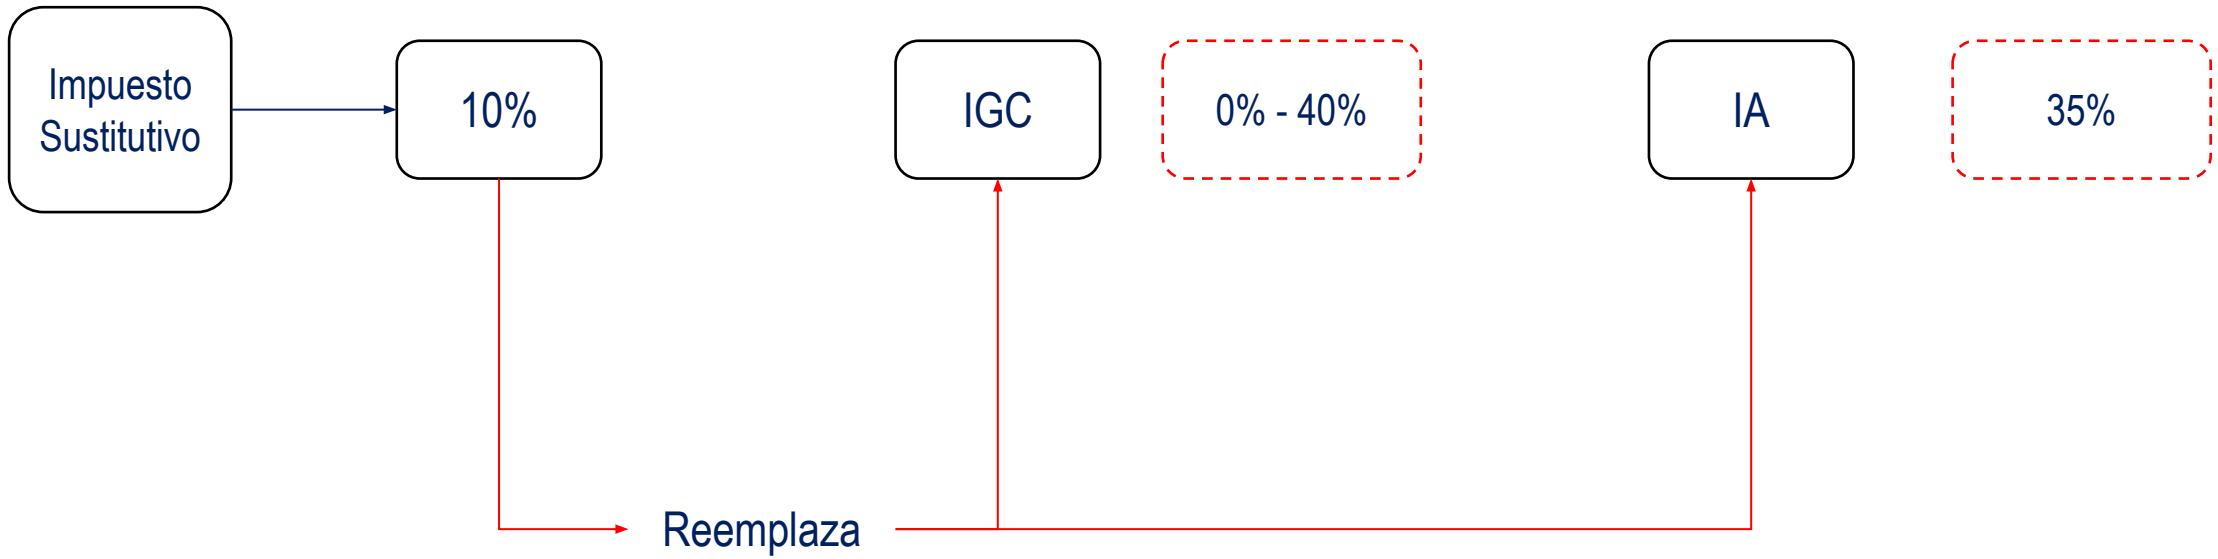 Impuesto
Sustitutivo
10%
IGC
0% - 40%
IA
35%
Reemplaza